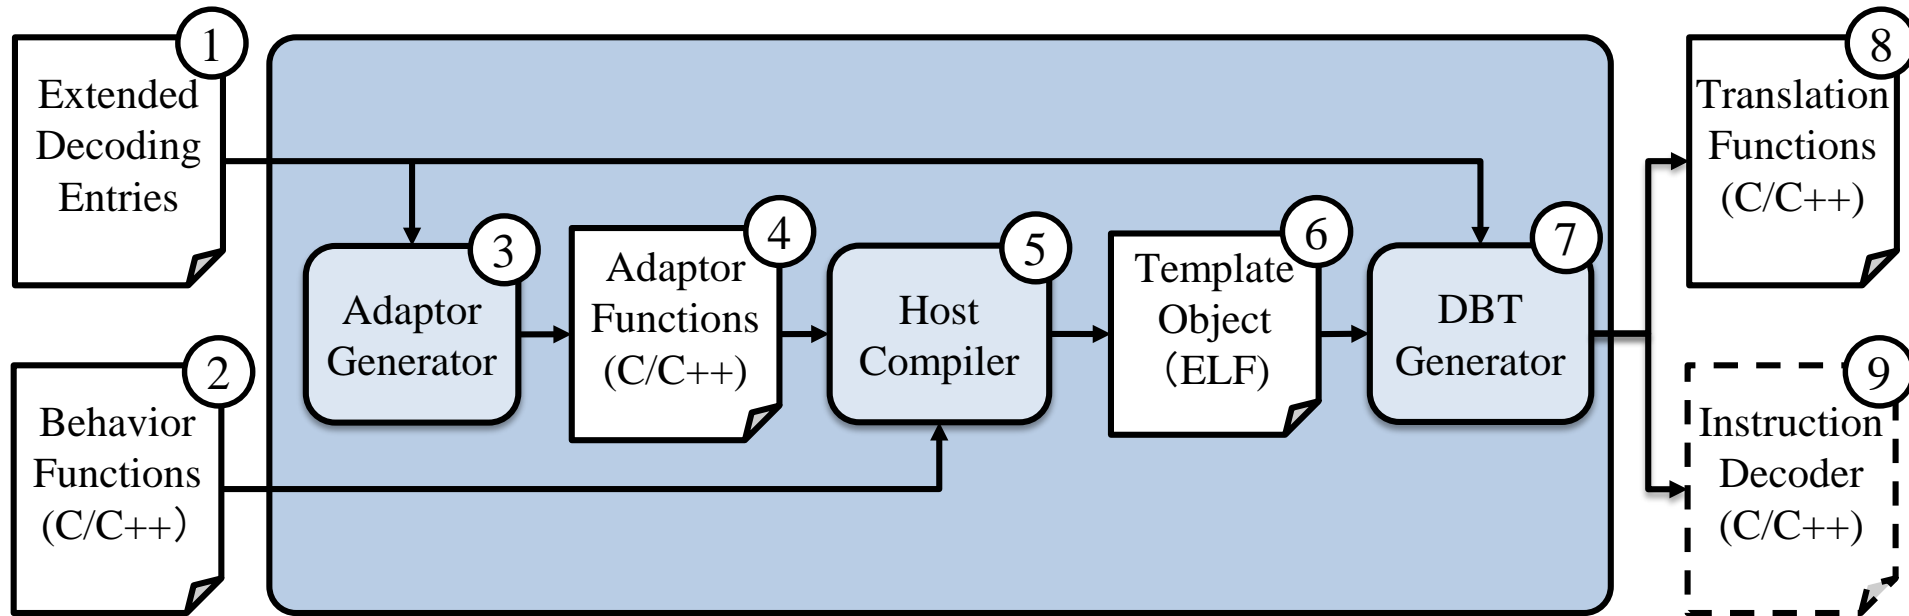 1
Extended
Decoding
Entries
2
Behavior
Functions
(C/C++）
3
Adaptor
Generator
4
Adaptor
Functions
(C/C++)
5
Host
Compiler
6
Template
Object
（ELF)
7
DBT
Generator
8
Translation
Functions
(C/C++)
9
Instruction
Decoder
(C/C++)